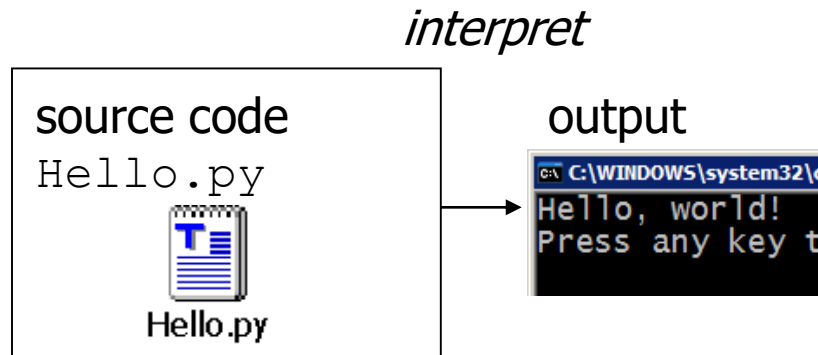 interpret
source code
Hello.py
Hello.py
output
C:\WINDOWS\system32\
Hello, world!
Press any key